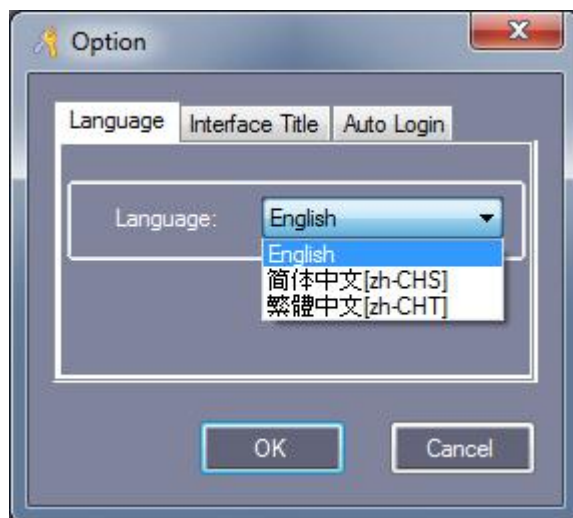 Option
Language Interface Title Auto Login
Language: English
English
简体中文[zh-CHS]
繁體中文[zh-CHT]
OK Cancel